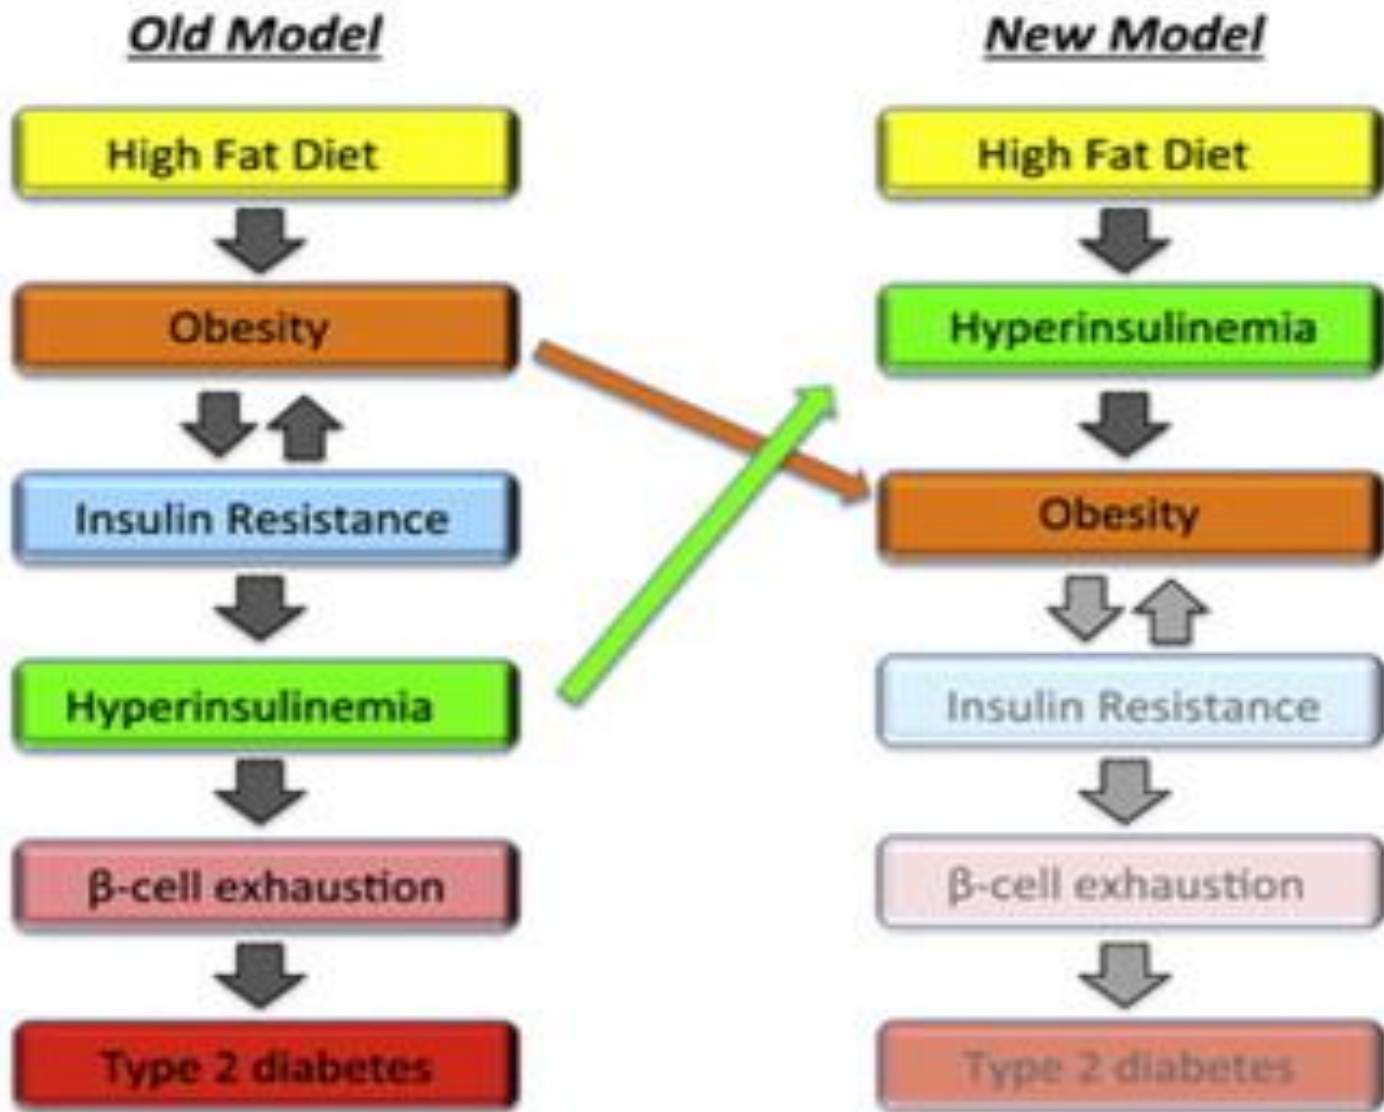 Old Model
High Fat Diet
Obesity
Insulin Resistance
Hyperinsulinemia
β-cell exhaustion
Type 2 diabetes
New Model
High Fat Diet
Hyperinsulinemia
Obesity
Insulin Resistance
β-cell exhaustion
Type 2 diabetes